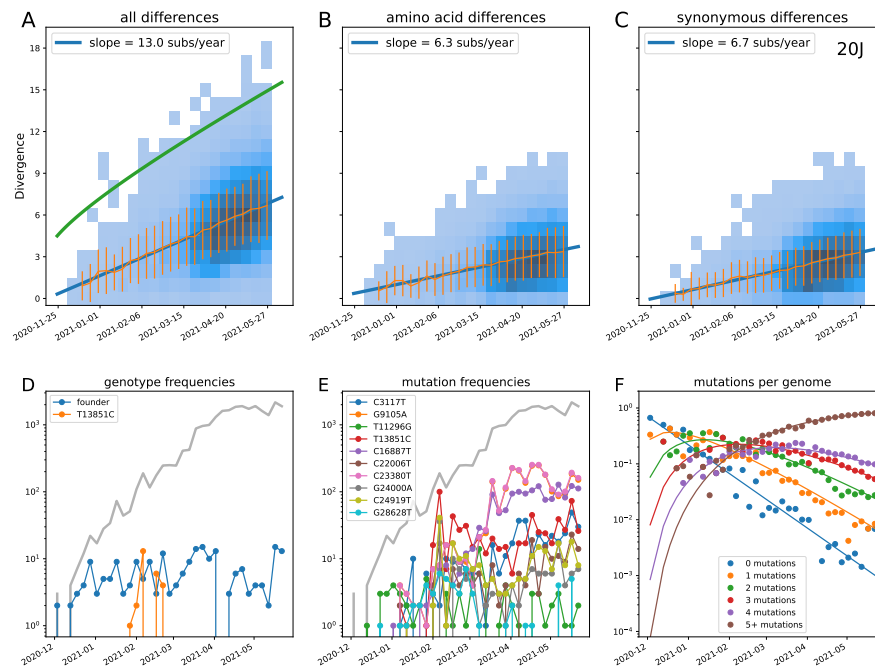 A all differences
slope = 13.0 subs/year
Divergence
18
15
12
9
6
3
0
2020-11-25 2021-01-01 2021-02-06 2021-03-15 2021-04-20 2021-05-27
B amino acid differences
slope = 6.3 subs/year
2020-11-25 2021-01-01 2021-02-06 2021-03-15 2021-04-20 2021-05-27
C synonymous differences
slope = 6.7 subs/year
20J
2020-11-25 2021-01-01 2021-02-06 2021-03-15 2021-04-20 2021-05-27
D genotype frequencies
founder
T13851C
10³
10²
10¹
10⁰
2020-12 2021-01 2021-02 2021-03 2021-04 2021-05
E mutation frequencies
C3117T
G9105A
T11296G
T13851C
C16887T
C22006T
C23380A
G24000A
C24919T
G28628T
10³
10²
10¹
10⁰
2020-12 2021-01 2021-02 2021-03 2021-04 2021-05
F mutations per genome
10⁰
10⁻¹
10⁻²
10⁻³
10⁻⁴
0 mutations
1 mutations
2 mutations
3 mutations
4 mutations
5+ mutations
2020-12 2021-01 2021-02 2021-03 2021-04 2021-05